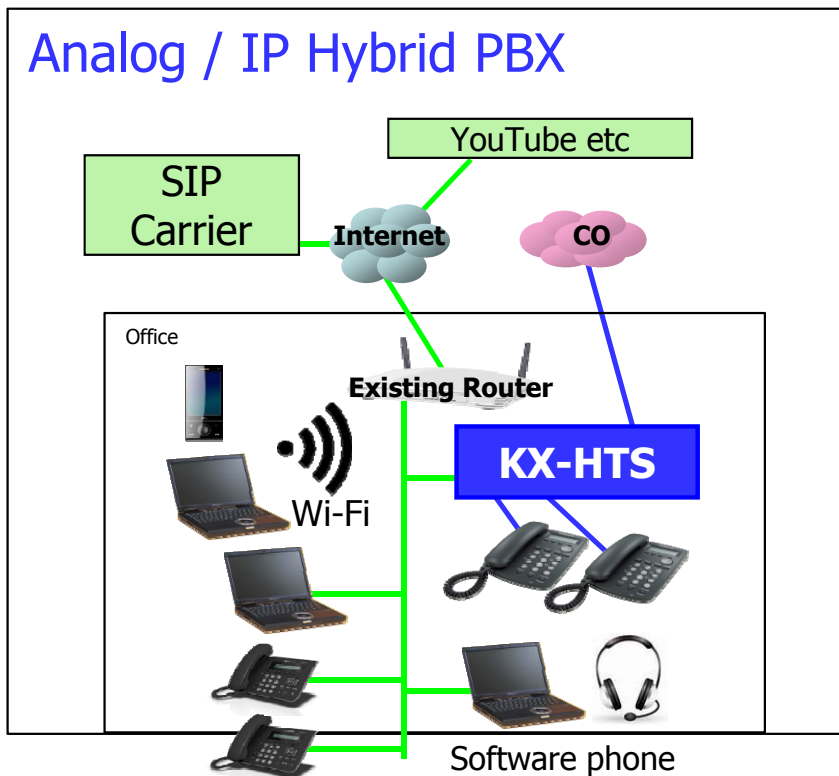 Analog / IP Hybrid PBX
YouTube etc
SIP
Carrier
Internet
CO
Office
Existing Router
KX-HTS
Wi-Fi
Software phone